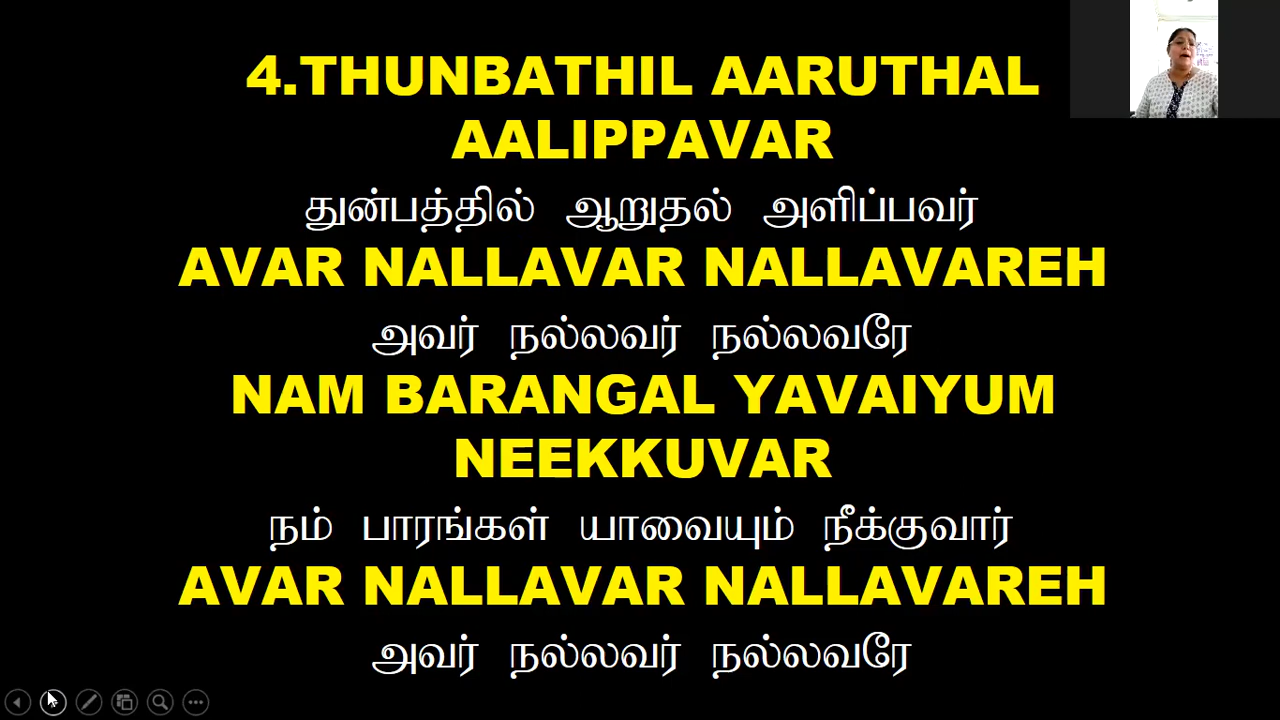 4.THUNBATHIL AARUTHAL
AALIPPAVAR
துன்பத்தில் ஆறுதல் அளிப்பவர்
AVAR NALLAVAR NALLAVAREH
அவர் நல்லவர் நல்லவரே
NAM BARANGAL YAVAIYUM
NEEKKUVAR
நம் பாரங்கள் யாவையும் நீக்குவார்
AVAR NALLAVAR NALLAVAREH
அவர் நல்லவர் நல்லவரே